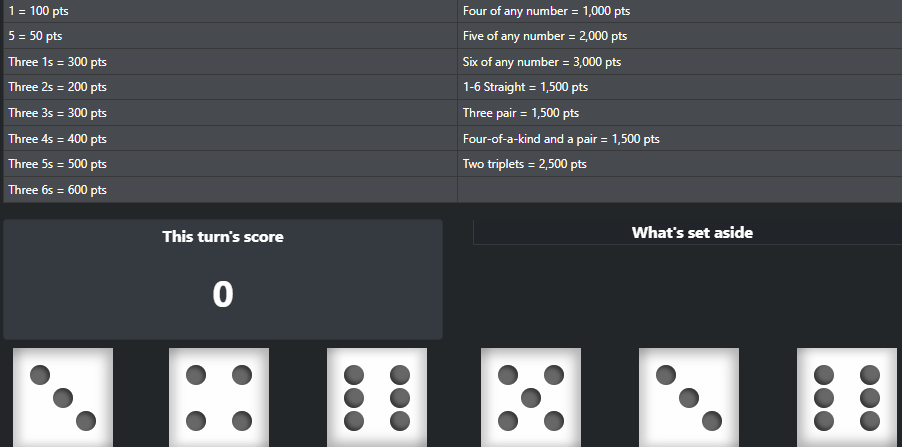 1 = 100 pts
Four of any number = 1,000 pts
5 = 50 pts
Five of any number = 2,000 pts
Three 1s = 300 pts
Six of any number = 3,000 pts
Three 2s = 200 pts
1-6 Straight = 1,500 pts
Three 3s = 300 pts
Three pair = 1,500 pts
Three 4s = 400 pts
Four-of-a-kind and a pair = 1,500 pts
Three 5s = 500 pts
Two triplets = 2,500 pts
Three 6s = 600 pts
This turn's score
0
What's set aside